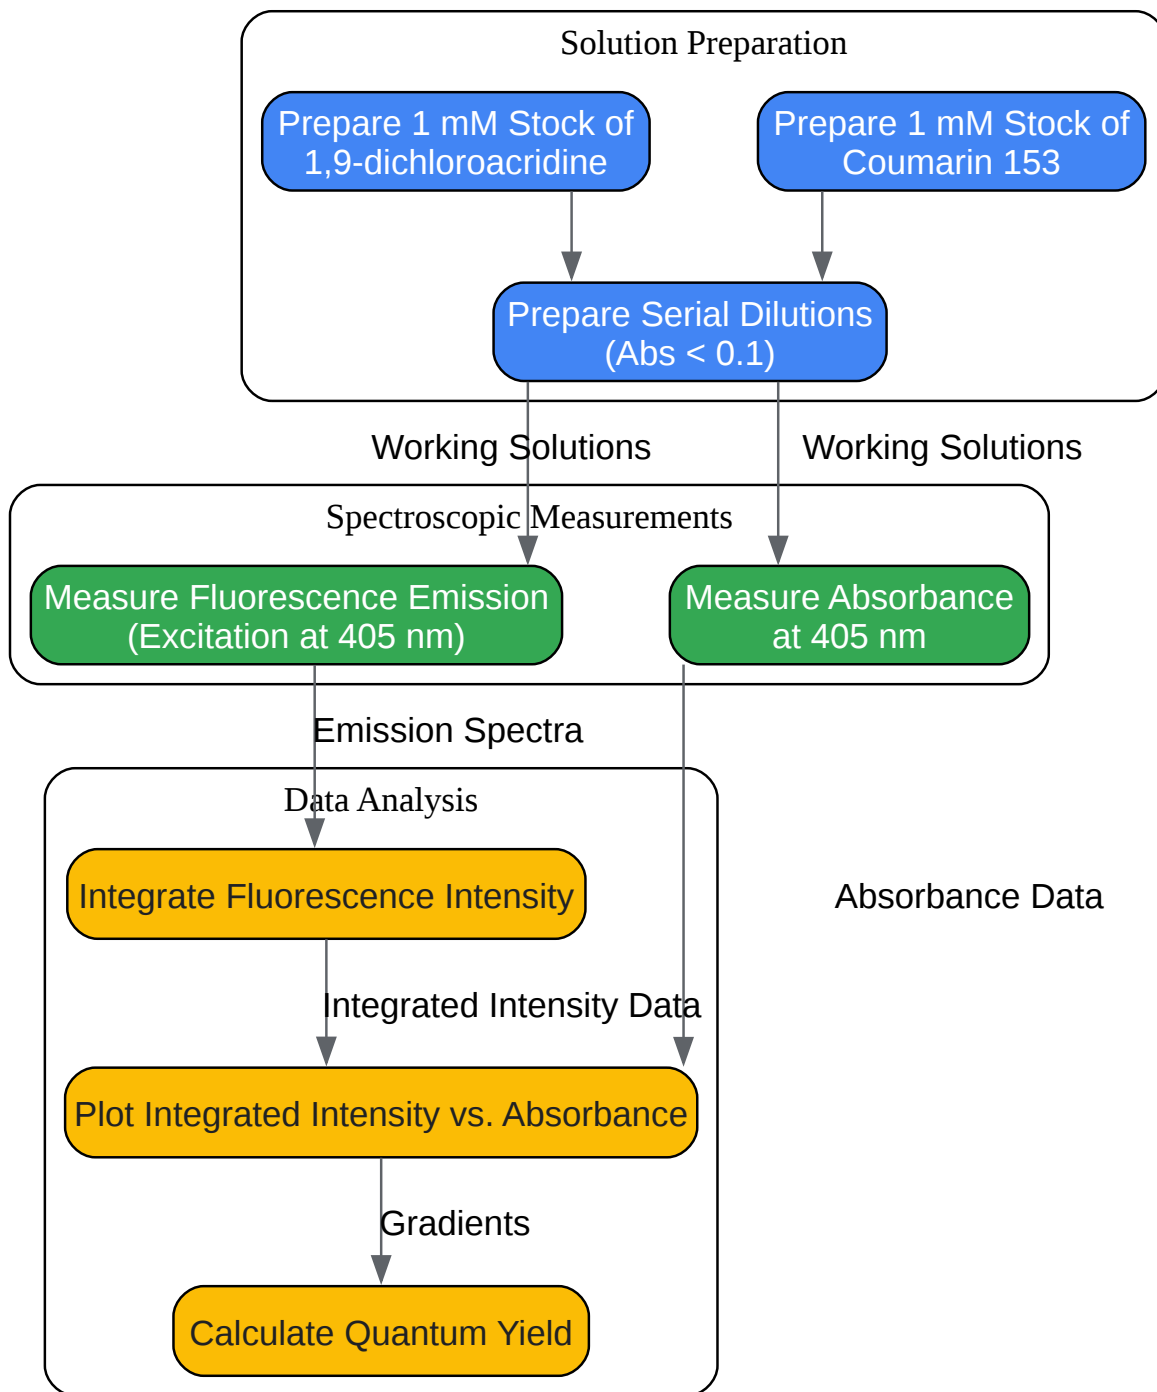 Solution Preparation
Prepare 1 mM Stock of
1,9-dichloroacridine
Prepare 1 mM Stock of
Coumarin 153
Prepare Serial Dilutions
(Abs < 0.1)
Working Solutions
Working Solutions
Spectroscopic Measurements
Measure Fluorescence Emission
(Excitation at 405 nm)
Measure Absorbance
at 405 nm
Emission Spectra
Data Analysis
Integrate Fluorescence Intensity
Absorbance Data
Integrated Intensity Data
Plot Integrated Intensity vs. Absorbance
Gradients
Calculate Quantum Yield